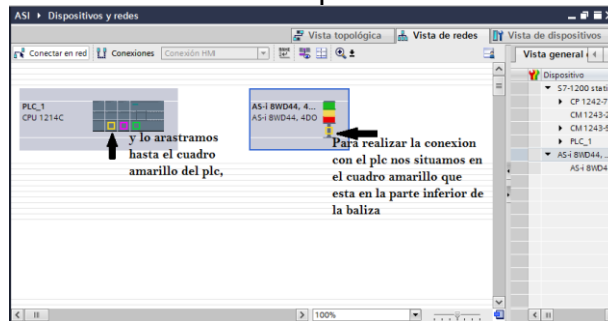 ASI ▸ Dispositivos y redes
Vista topológica
Vista de redes
Vista de dispositivos
Conectar en red
Conexiones
Conexión HMI
Vista general
Dispositivo
S7-1200 stati
CP 1242-7
CM 1243-2
CM 1243-5
PLC_1
AS-i 8WD44, ...
AS-i 8WD4
PLC_1
CPU 1214C
AS-i 8WD44, 4...
AS-i 8WD44, 4DO
y lo arastramos
hasta el cuadro
amarillo del plc,
Para realizar la conexion
con el plc nos situamos en
el cuadro amarillo que
esta en la parte inferior de
la baliza
100%